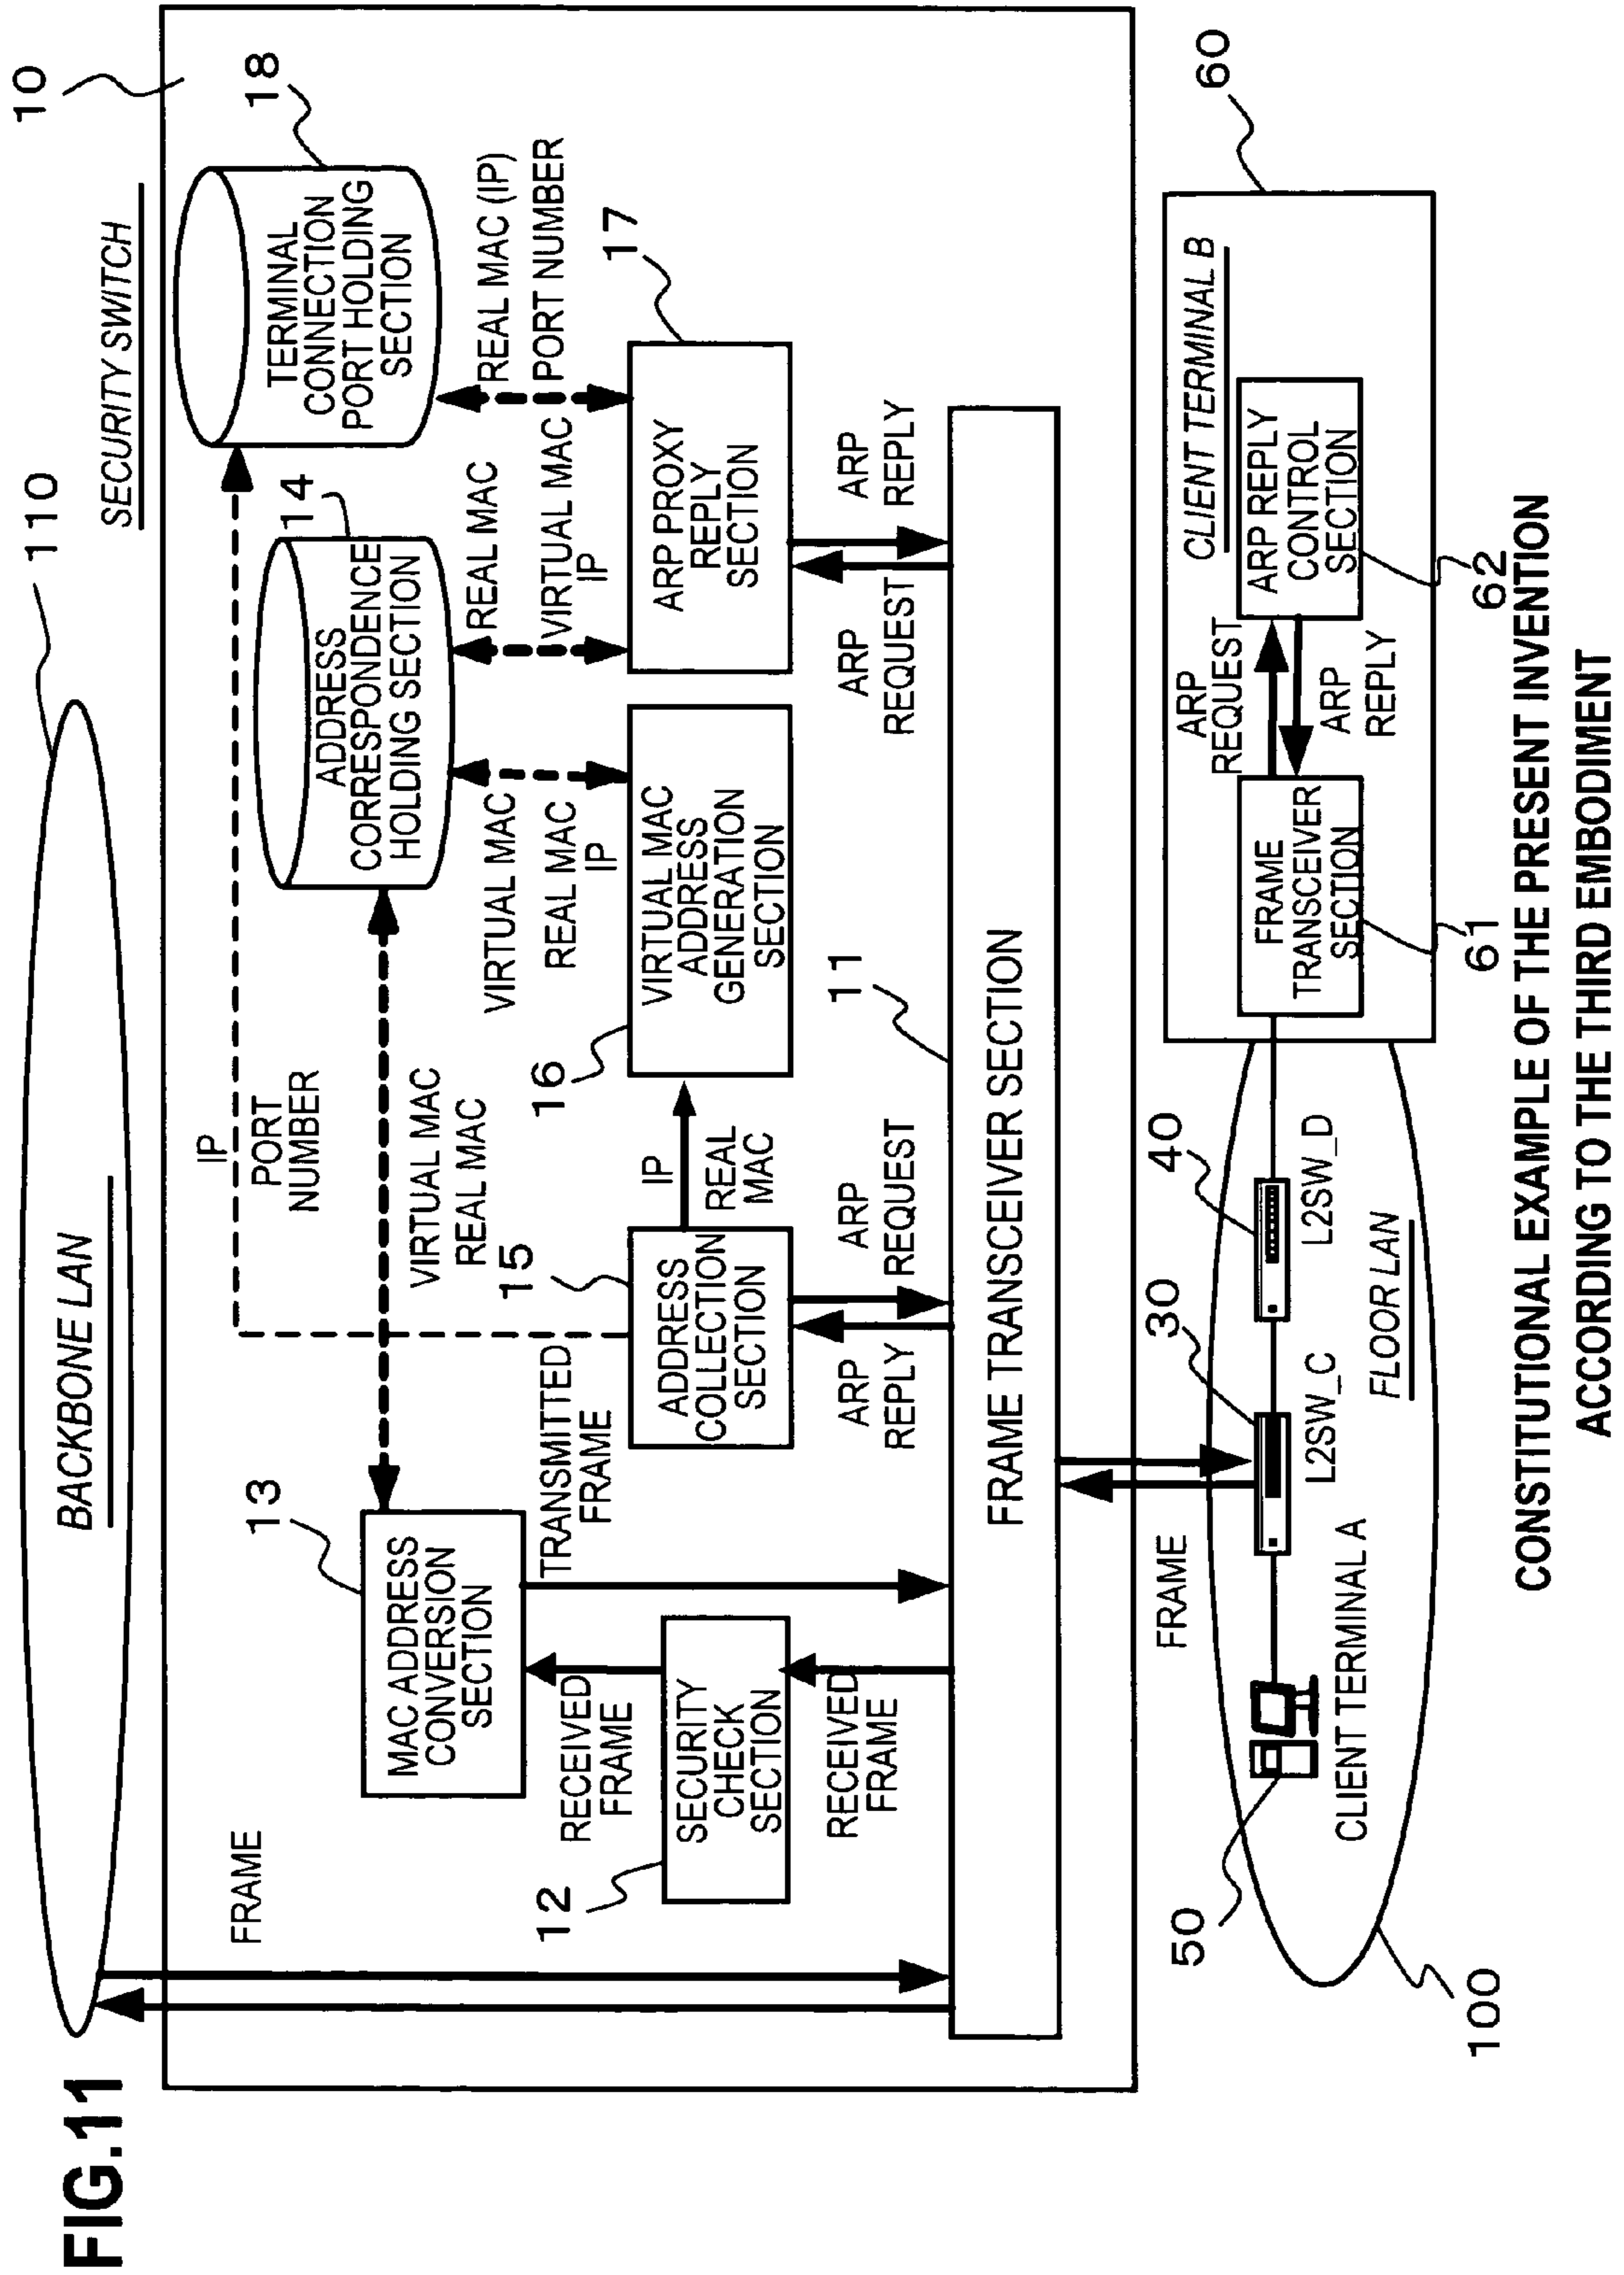 FIG.11
BACKBONE LAN
110
SECURITY SWITCH
10
FRAME
IP
PORT
NUMBER
TERMINAL
CONNECTION
PORT HOLDING
SECTION
18
13
MAC ADDRESS
CONVERSION
SECTION
VIRTUAL MAC
REAL MAC
ADDRESS
CORRESPONDENCE
HOLDING SECTION
14
RECEIVED
FRAME
TRANSMITTED
FRAME
VIRTUAL MAC
REAL MAC
IP
REAL MAC
VIRTUAL MAC
IP
REAL MAC (IP)
PORT NUMBER
12
SECURITY
CHECK
SECTION
15
ADDRESS
COLLECTION
SECTION
IP
REAL
MAC
16
VIRTUAL MAC
ADDRESS
GENERATION
SECTION
17
ARP PROXY
REPLY
SECTION
RECEIVED
FRAME
ARP
REPLY
ARP
REQUEST
11
ARP
REQUEST
ARP
REPLY
FRAME TRANSCEIVER SECTION
FRAME
50
CLIENT TERMINAL A
30
L2SW_C
40
L2SW_D
FLOOR LAN
100
60
CLIENT TERMINAL B
FRAME
TRANSCEIVER
SECTION
61
ARP
REQUEST
ARP
REPLY
ARP REPLY
CONTROL
SECTION
62
CONSTITUTIONAL EXAMPLE OF THE PRESENT INVENTION
ACCORDING TO THE THIRD EMBODIMENT